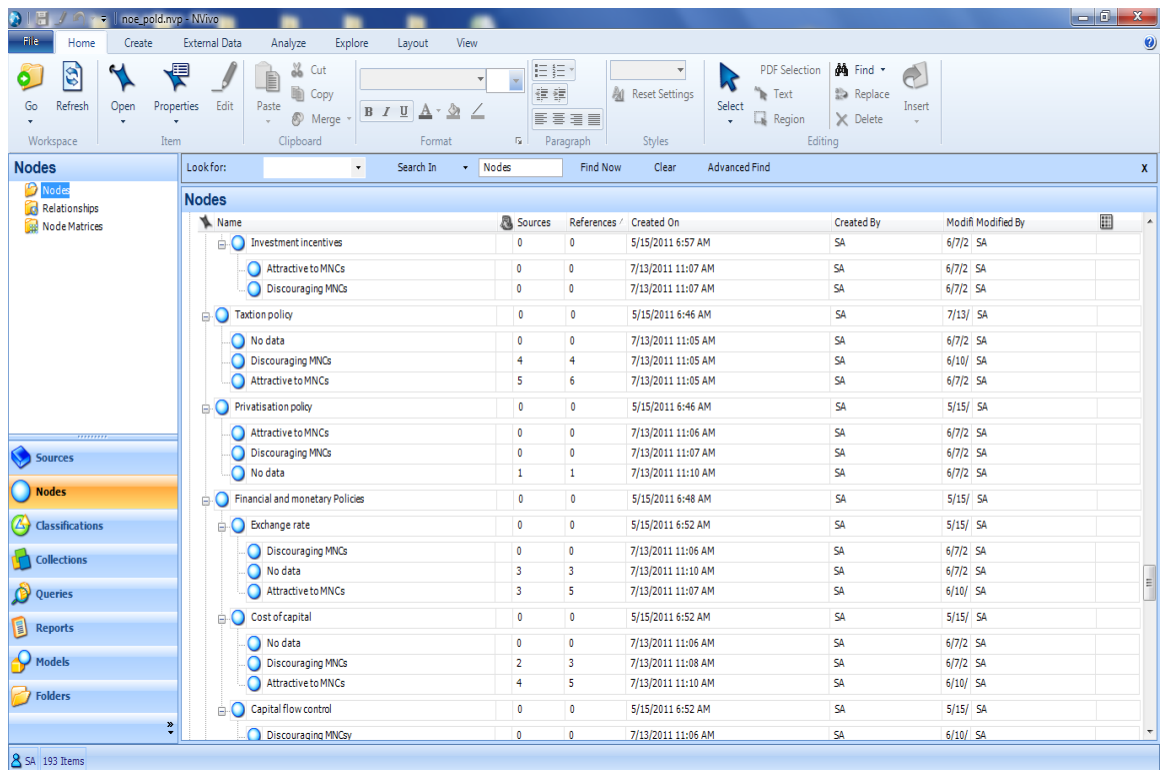 noe_pold.nvp - NVivo
File Home Create External Data Analyze Explore Layout View
Go Refresh Open Properties Edit Paste Cut Copy Merge B I U A Reset Settings Select PDF Selection Text Region Find Replace Delete Insert
Workspace Item Clipboard Format Paragraph Styles Editing
Nodes Look for: Search In Nodes Find Now Clear Advanced Find x
Nodes
Relationships
Node Matrices
Nodes
Name Sources References Created On Created By Modifi Modified By
Investment incentives 0 0 5/15/2011 6:57 AM SA 6/7/2 SA
Attractive to MNCs 0 0 7/13/2011 11:07 AM SA 6/7/2 SA
Discouraging MNCs 0 0 7/13/2011 11:07 AM SA 6/7/2 SA
Taxtion policy 0 0 5/15/2011 6:46 AM SA 7/13/ SA
No data 0 0 7/13/2011 11:05 AM SA 6/7/2 SA
Discouraging MNCs 4 4 7/13/2011 11:05 AM SA 6/10/ SA
Attractive to MNCs 5 6 7/13/2011 11:05 AM SA 6/7/2 SA
Privatisation policy 0 0 5/15/2011 6:46 AM SA 5/15/ SA
Attractive to MNCs 0 0 7/13/2011 11:06 AM SA 6/7/2 SA
Discouraging MNCs 0 0 7/13/2011 11:07 AM SA 6/7/2 SA
No data 1 1 7/13/2011 11:10 AM SA 6/7/2 SA
Financial and monetary Policies 0 0 5/15/2011 6:48 AM SA 5/15/ SA
Exchange rate 0 0 5/15/2011 6:52 AM SA 5/15/ SA
Discouraging MNCs 0 0 7/13/2011 11:06 AM SA 6/7/2 SA
No data 3 3 7/13/2011 11:10 AM SA 6/7/2 SA
Attractive to MNCs 3 5 7/13/2011 11:07 AM SA 6/10/ SA
Cost of capital 0 0 5/15/2011 6:52 AM SA 5/15/ SA
No data 0 0 7/13/2011 11:06 AM SA 6/7/2 SA
Discouraging MNCs 2 3 7/13/2011 11:08 AM SA 6/7/2 SA
Attractive to MNCs 4 5 7/13/2011 11:10 AM SA 6/10/ SA
Capital flow control 0 0 5/15/2011 6:52 AM SA 5/15/ SA
Discouraging MNCsy 0 0 7/13/2011 11:06 AM SA 6/10/ SA
Sources
Nodes
Classifications
Collections
Queries
Reports
Models
Folders
SA 193 Items